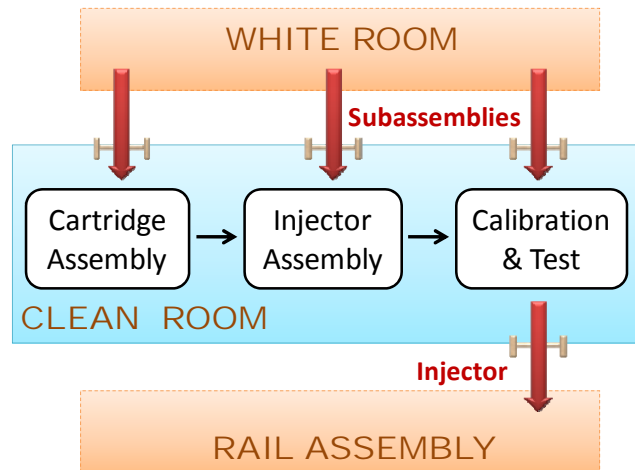 WHITE ROOM
Subassemblies
Cartridge
Assembly
Injector
Assembly
Calibration
& Test
CLEAN ROOM
Injector
RAIL ASSEMBLY